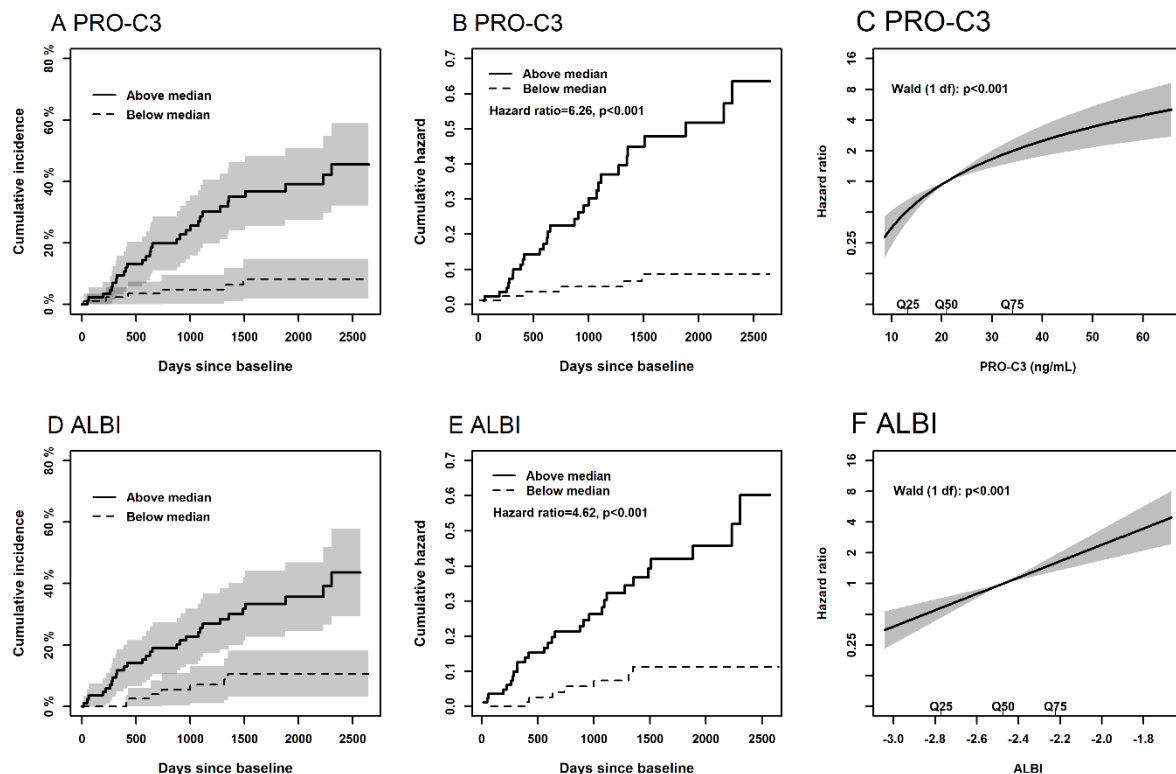 A PRO-C3
80 %
60 %
40 %
20 %
0 %
Cumulative incidence
Above median
Below median
0 500 1000 1500 2000 2500
Days since baseline
B PRO-C3
0.7
0.6
0.5
0.4
0.3
0.2
0.1
0.0
Cumulative hazard
Above median
Below median
Hazard ratio=6.26, p<0.001
0 500 1000 1500 2000 2500
Days since baseline
C PRO-C3
16
8
4
2
1
0.25
Hazard ratio
Wald (1 df): p<0.001
Q25 Q50 Q75
10 20 30 40 50 60
PRO-C3 (ng/mL)
D ALBI
80 %
60 %
40 %
20 %
0 %
Cumulative incidence
Above median
Below median
0 500 1000 1500 2000 2500
Days since baseline
E ALBI
0.7
0.6
0.5
0.4
0.3
0.2
0.1
0.0
Cumulative hazard
Above median
Below median
Hazard ratio=4.62, p<0.001
0 500 1000 1500 2000 2500
Days since baseline
F ALBI
16
8
4
2
1
0.25
Hazard ratio
Wald (1 df): p<0.001
Q25 Q50 Q75
-3.0 -2.8 -2.6 -2.4 -2.2 -2.0 -1.8
ALBI